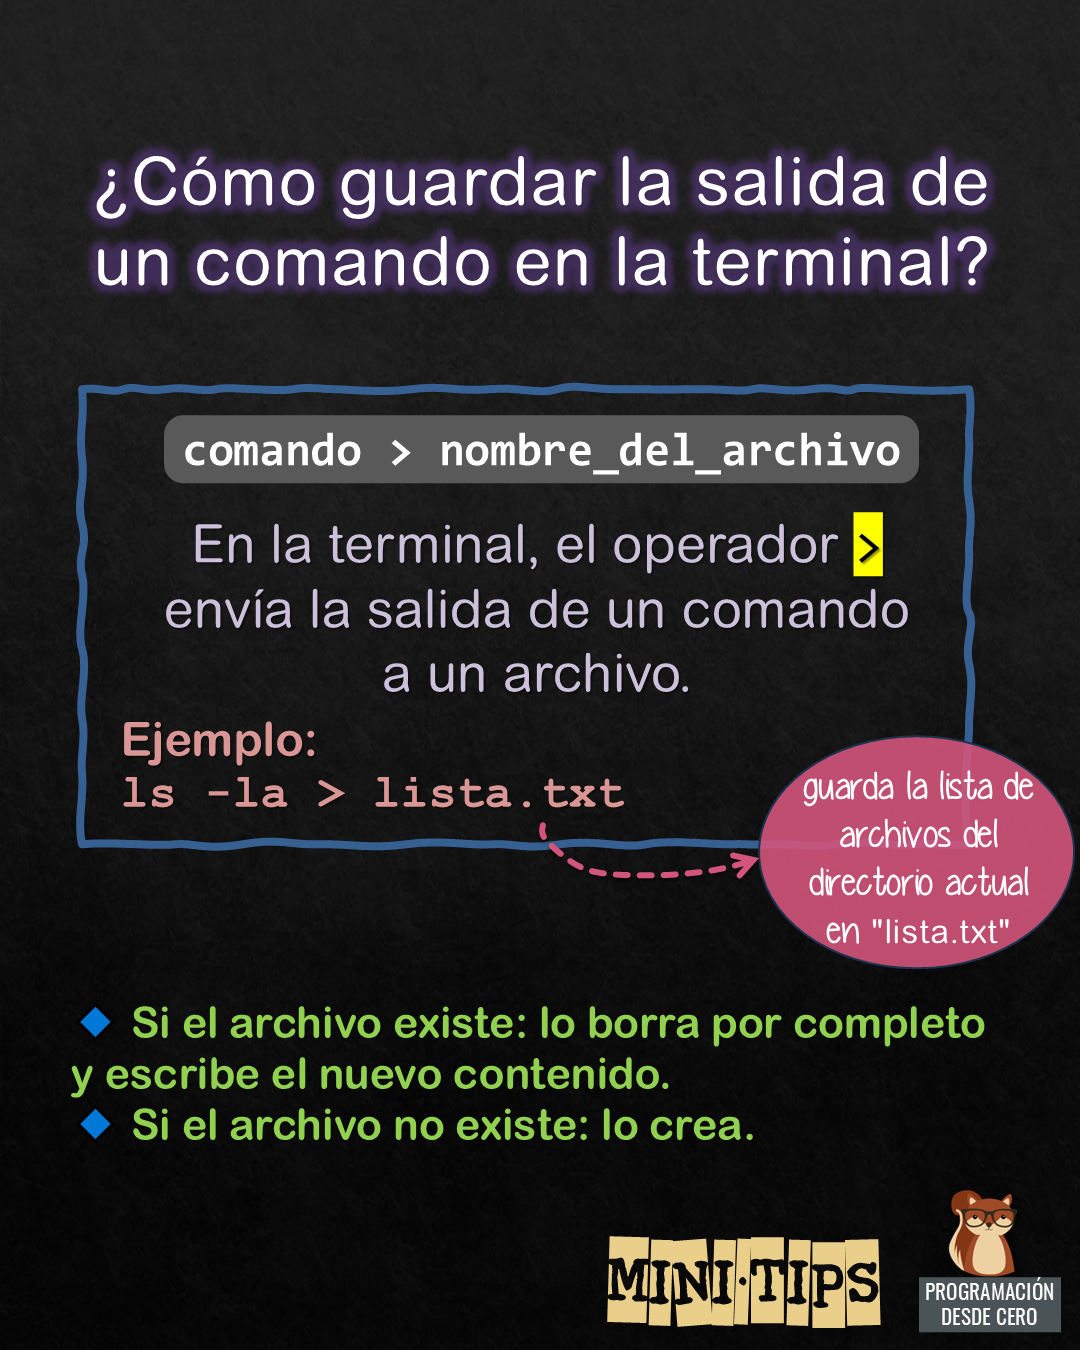 ¿Cómo guardar la salida de
un comando en la terminal?
comando > nombre_del_archivo
En la terminal, el operador >
envía la salida de un comando
a un archivo.
Ejemplo:
ls -la > lista.txt
guarda la lista de
archivos del
directorio actual
en "lista.txt"
🔹 Si el archivo existe: lo borra por completo
y escribe el nuevo contenido.
🔹 Si el archivo no existe: lo crea.
MINI·TIPS
PROGRAMACIÓN
DESDE CERO